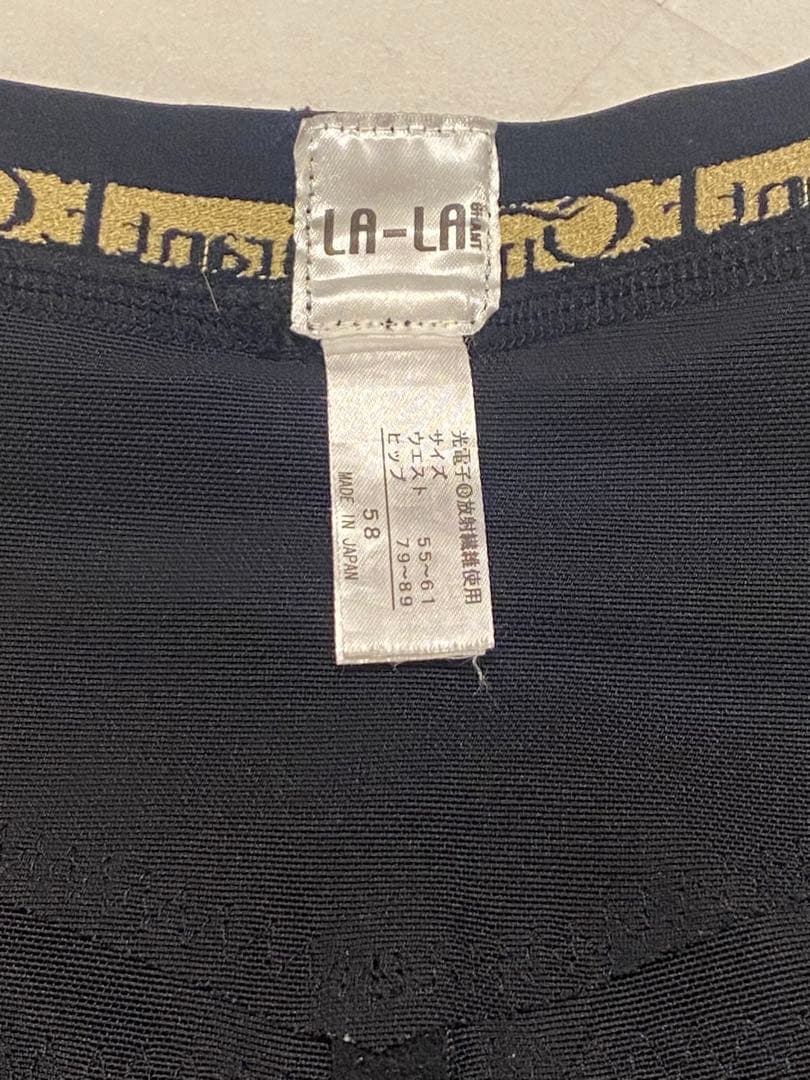 LA-LA
GRANT
光電子®放射繊維使用
サイズ
ウエスト 55~61
ヒップ 79~89
58
MADE IN JAPAN